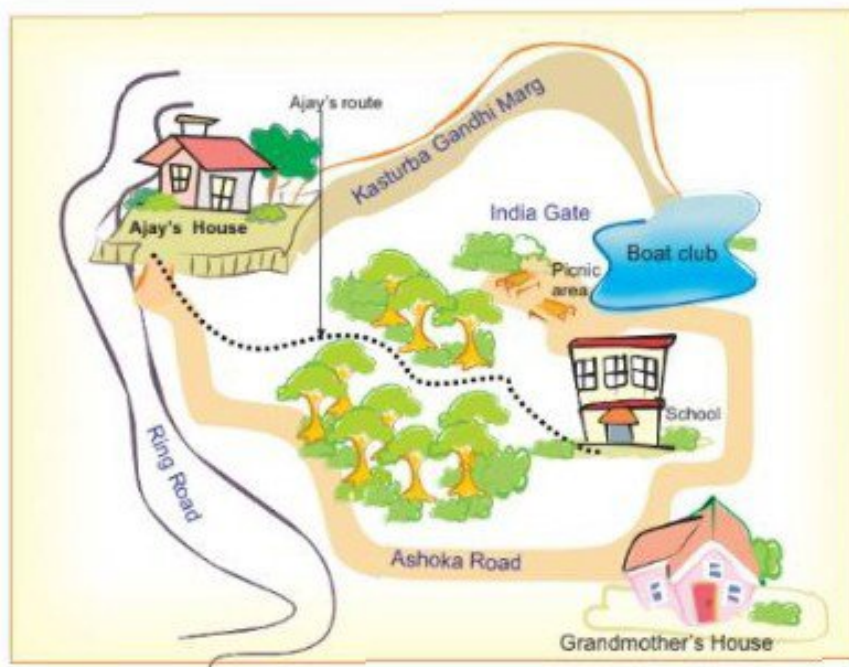 Ajay's route
Kasturba Gandhi Marg
Ajay's House
India Gate
Boat club
Picnic
area
School
Ring Road
Ashoka Road
Grandmother's House